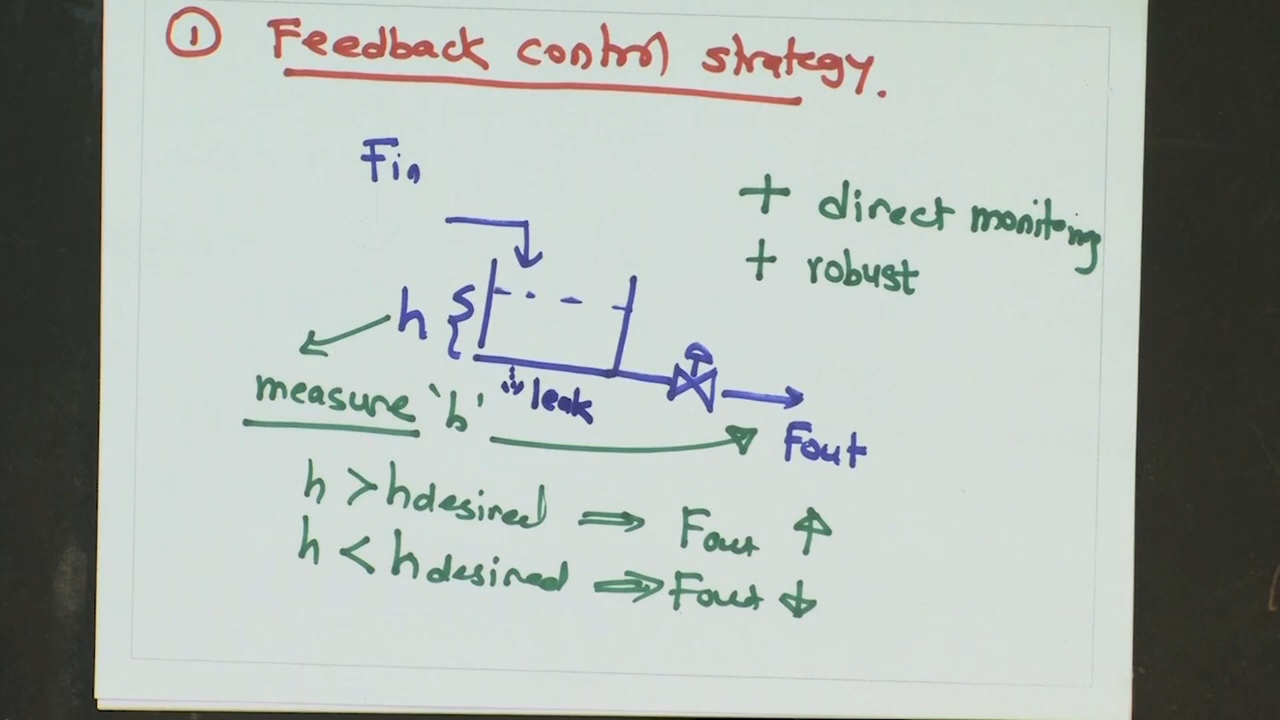 ① Feedback control strategy.
Fin
+ direct monitoring
+ robust
h
leak
measure 'h'
Fout
h > hdesired ⇒ Fout ↑
h < hdesired ⇒ Fout ↓